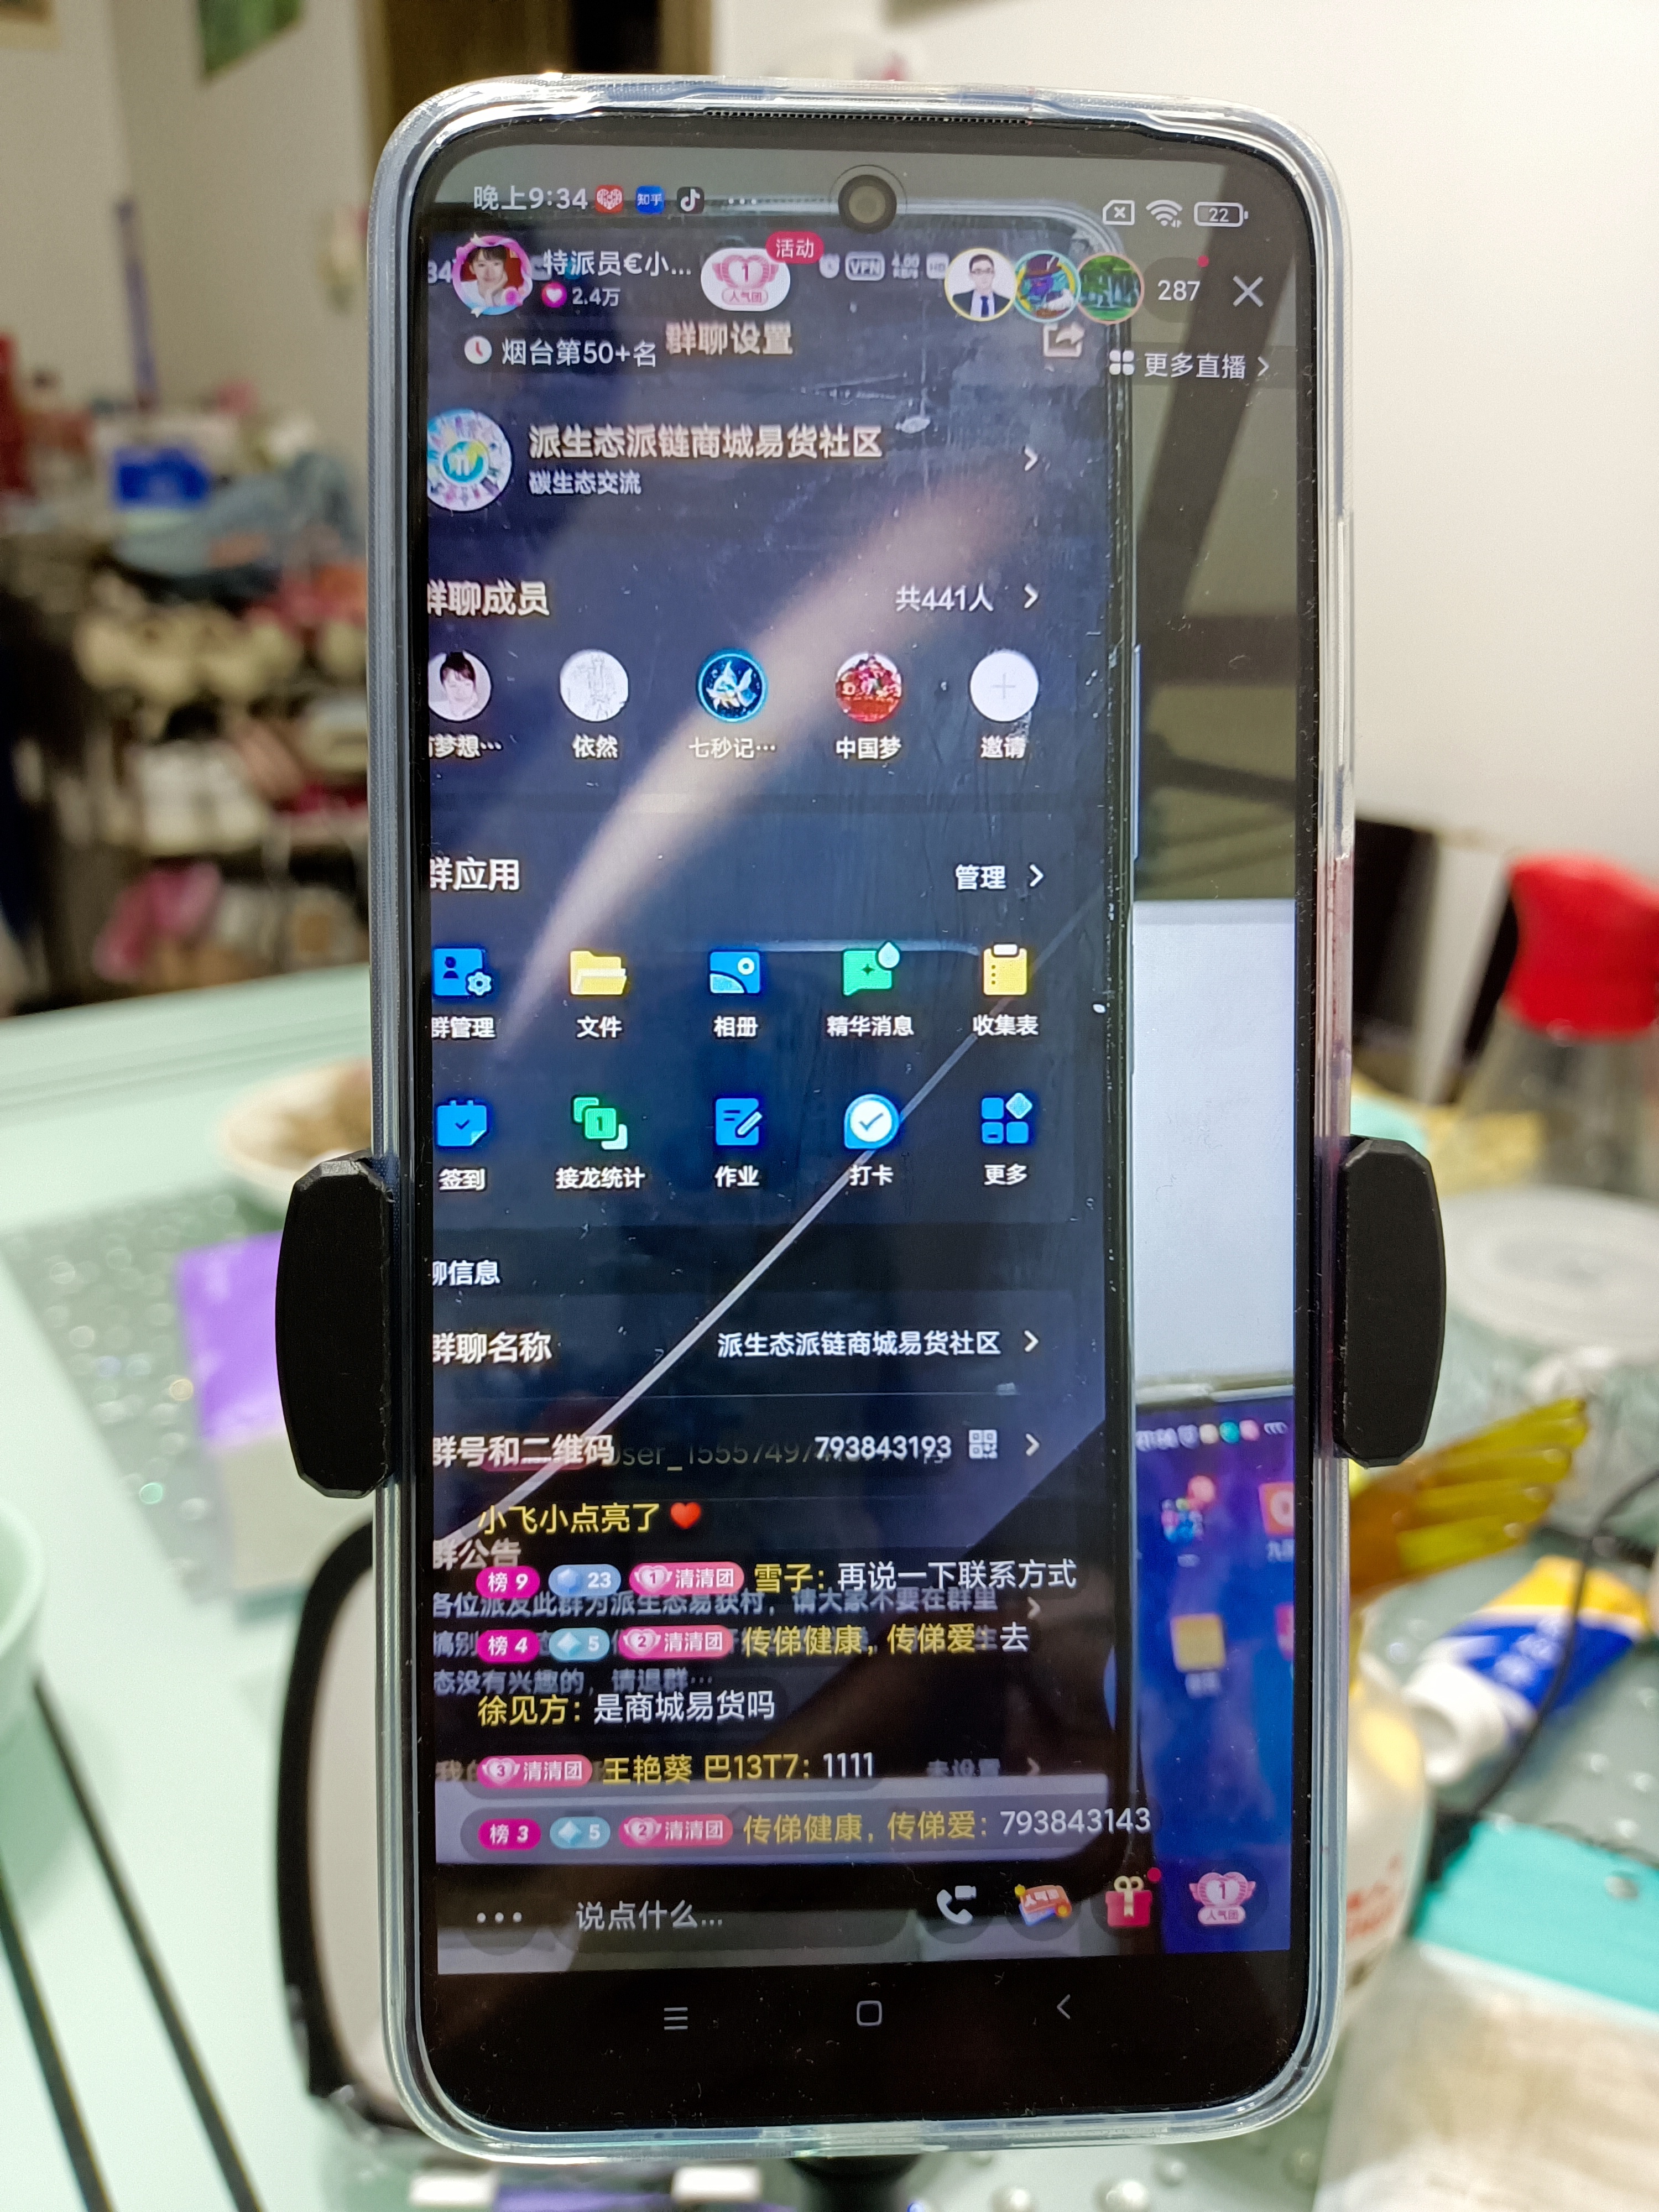 晚上9:34 知乎 22
特派员€小... 活动 VPN 287
1 人气团
2.4万
烟台第50+名 群聊设置
更多直播
派生态派链商城易货社区
碳生态交流
群聊成员 共441人
梦想… 依然 七秒记… 中国梦 邀请
群应用 管理
群管理 文件 相册 精华消息 收集表
签到 接龙统计 作业 打卡 更多
聊信息
群聊名称 派生态派链商城易货社区
群号和二维码 793843193
小飞小点亮了
群公告
榜9 23 1 清清团 雪子：再说一下联系方式
各位派友此群为派生态易获村，请大家不要在群里
榜4 5 2 清清团 传悌健康，传悌爱：去
态没有兴趣的，请退群…
徐见方：是商城易货吗
3 清清团 王艳葵 巴13T7：1111
未设置
榜3 5 2 清清团 传悌健康，传悌爱：793843143
说点什么...
1 人气团